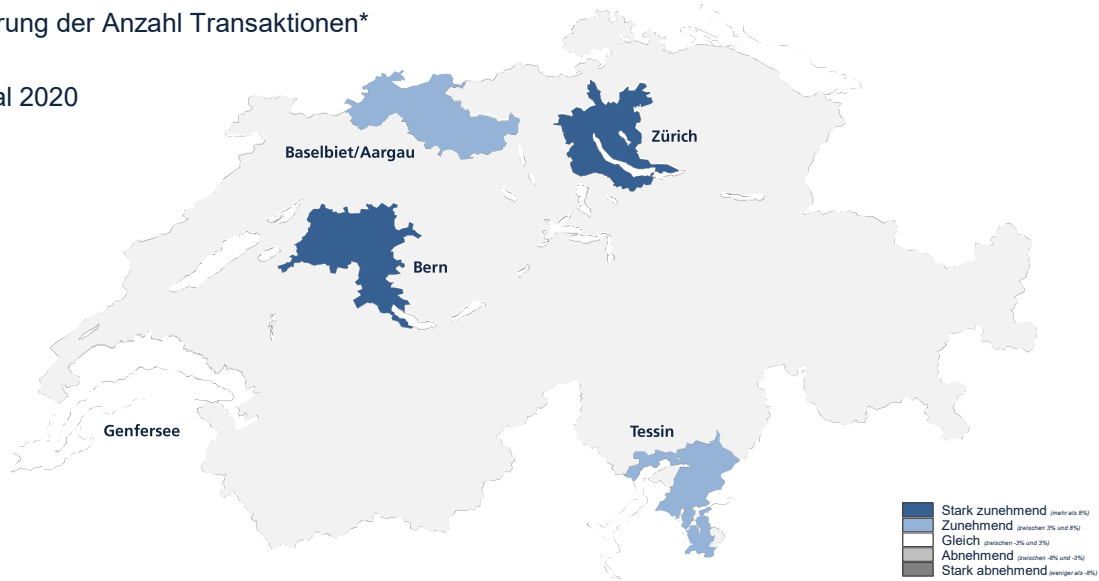 rung der Anzahl Transaktionen*
al 2020
Zürich
Baselbiet/Aargau
Bern
Genfersee
Tessin
Stark zunehmend (mehr als 8%)
Zunehmend (zwischen 3% und 8%)
Gleich (zwischen -3% und 3%)
Abnehmend (zwischen -8% und -3%)
Stark abnehmend (weniger als -8%)